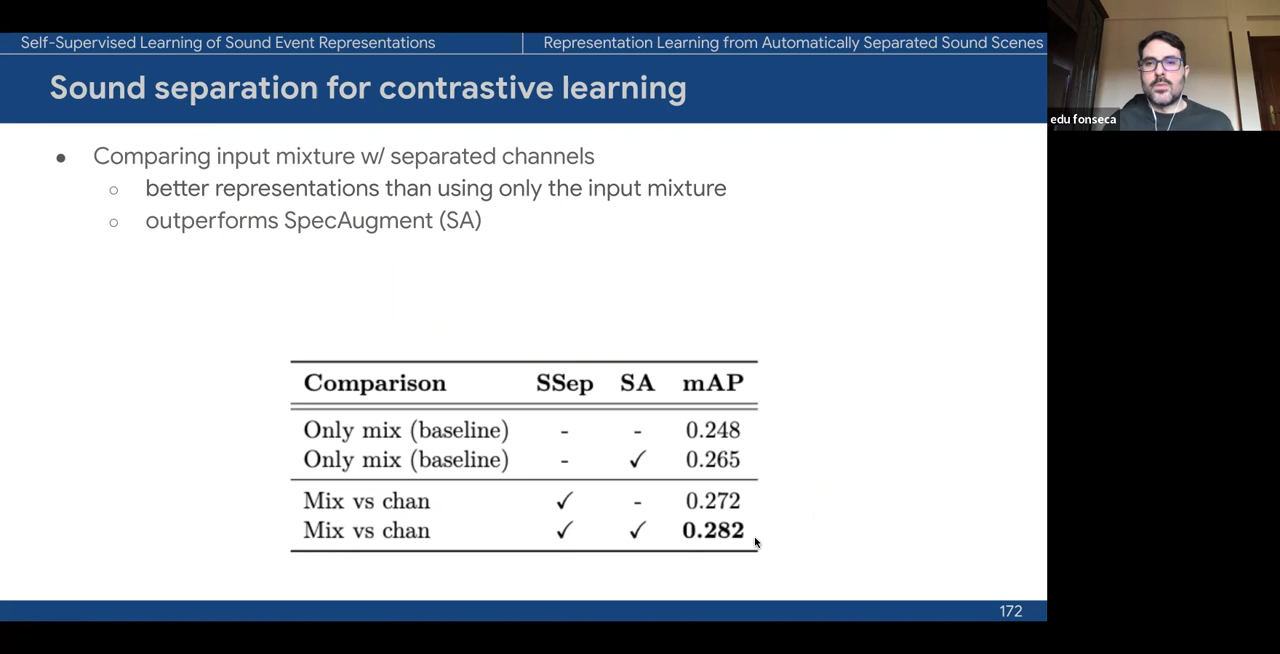 Self-Supervised Learning of Sound Event Representations
Representation Learning from Automatically Separated Sound Scenes
Sound separation for contrastive learning
edu fonseca
● Comparing input mixture w/ separated channels
○ better representations than using only the input mixture
○ outperforms SpecAugment (SA)
Comparison SSep SA mAP
Only mix (baseline) - - 0.248
Only mix (baseline) - ✓ 0.265
Mix vs chan ✓ - 0.272
Mix vs chan ✓ ✓ 0.282
172